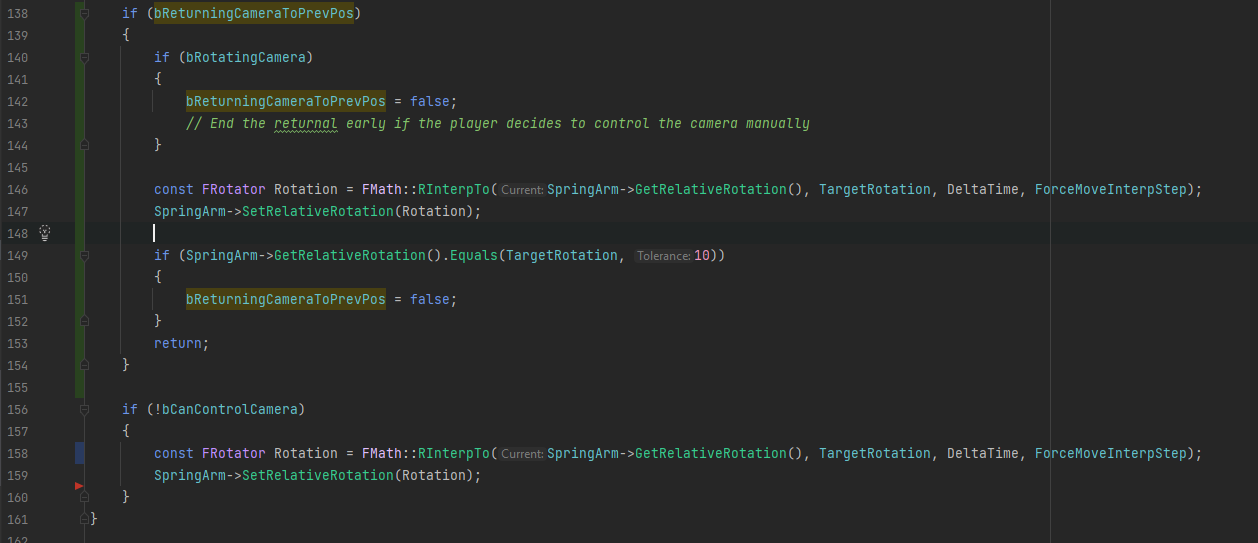 138 if (bReturningCameraToPrevPos)
139 {
140 if (bRotatingCamera)
141 {
142 bReturningCameraToPrevPos = false;
143 // End the returnal early if the player decides to control the camera manually
144 }
145
146 const FRotator Rotation = FMath::RInterpTo( Current: SpringArm->GetRelativeRotation(), TargetRotation, DeltaTime, ForceMoveInterpStep);
147 SpringArm->SetRelativeRotation(Rotation);
148
149 if (SpringArm->GetRelativeRotation().Equals(TargetRotation, Tolerance: 10))
150 {
151 bReturningCameraToPrevPos = false;
152 }
153 return;
154 }
155
156 if (!bCanControlCamera)
157 {
158 const FRotator Rotation = FMath::RInterpTo( Current: SpringArm->GetRelativeRotation(), TargetRotation, DeltaTime, ForceMoveInterpStep);
159 SpringArm->SetRelativeRotation(Rotation);
160 }
161 }
162